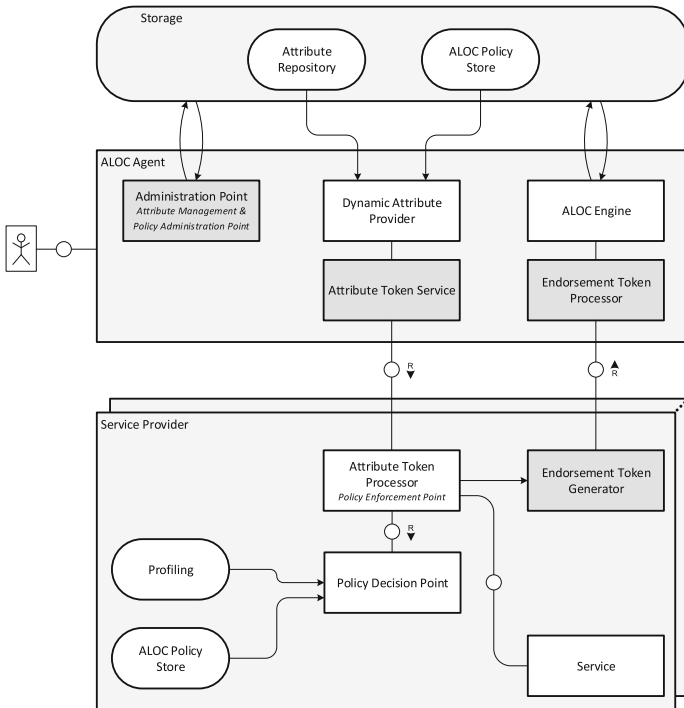 Storage
Attribute
Repository
ALOC Policy
Store
ALOC Agent
Administration Point
Attribute Management &
Policy Administration Point
Dynamic Attribute
Provider
ALOC Engine
Attribute Token Service
Endorsement Token
Processor
R
R
Service Provider
Attribute Token
Processor
Policy Enforcement Point
Endorsement Token
Generator
R
Profiling
Policy Decision Point
ALOC Policy
Store
Service